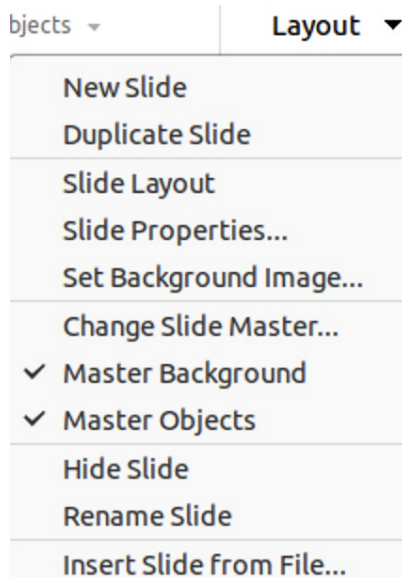 bjects Layout
New Slide
Duplicate Slide
Slide Layout
Slide Properties...
Set Background Image...
Change Slide Master...
Master Background
Master Objects
Hide Slide
Rename Slide
Insert Slide from File...